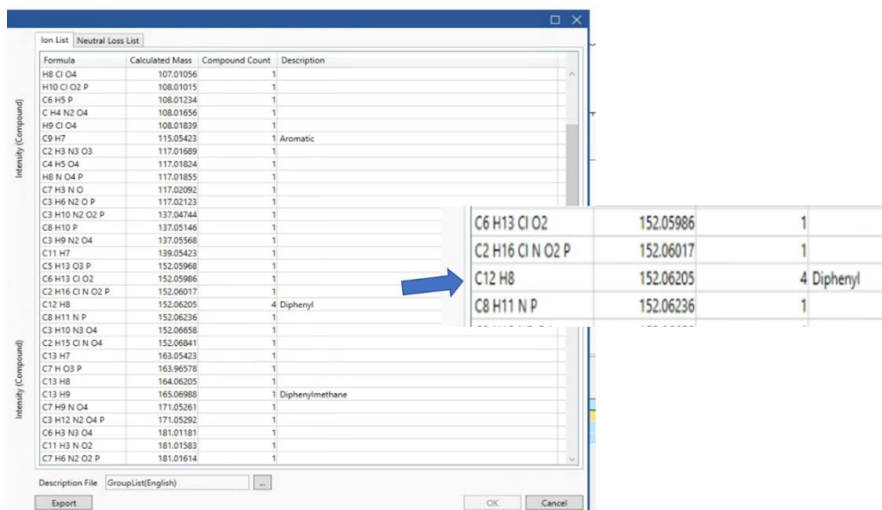 Ion List Neutral Loss List
Formula Calculated Mass Compound Count Description
H8 Cl O4 107.01056 1
H10 Cl O2 P 108.01015 1
C6 H5 P 108.01234 1
C H4 N2 O4 108.01656 1
H9 Cl O4 108.01839 1
C9 H7 115.05423 1 Aromatic
C2 H3 N3 O3 117.01689 1
C4 H5 O4 117.01824 1
H8 N O4 P 117.01855 1
C7 H3 N O 117.02092 1
C3 H6 N2 O P 117.02123 1
C3 H10 N2 O2 P 137.04744 1
C8 H10 P 137.05146 1
C3 H9 N2 O4 137.05568 1
C11 H7 139.05423 1
C5 H13 O3 P 152.05968 1
C6 H13 Cl O2 152.05986 1
C2 H16 Cl N O2 P 152.06017 1
C12 H8 152.06205 4 Diphenyl
C8 H11 N P 152.06236 1
C3 H10 N3 O4 152.06658 1
C2 H15 Cl N O4 152.06841 1
C13 H7 163.05423 1
C7 H O3 P 163.96578 1
C13 H8 164.06205 1
C13 H9 165.06988 1 Diphenylmethane
C7 H9 N O4 171.05261 1
C3 H12 N2 O4 P 171.05292 1
C6 H3 N3 O4 181.01181 1
C11 H3 N O2 181.01583 1
C7 H6 N2 O2 P 181.01614 1
Description File GroupList(English) ...
Export OK Cancel
Intensity (Compound)
Intensity (Compound)
C6 H13 Cl O2 152.05986 1
C2 H16 Cl N O2 P 152.06017 1
C12 H8 152.06205 4 Diphenyl
C8 H11 N P 152.06236 1